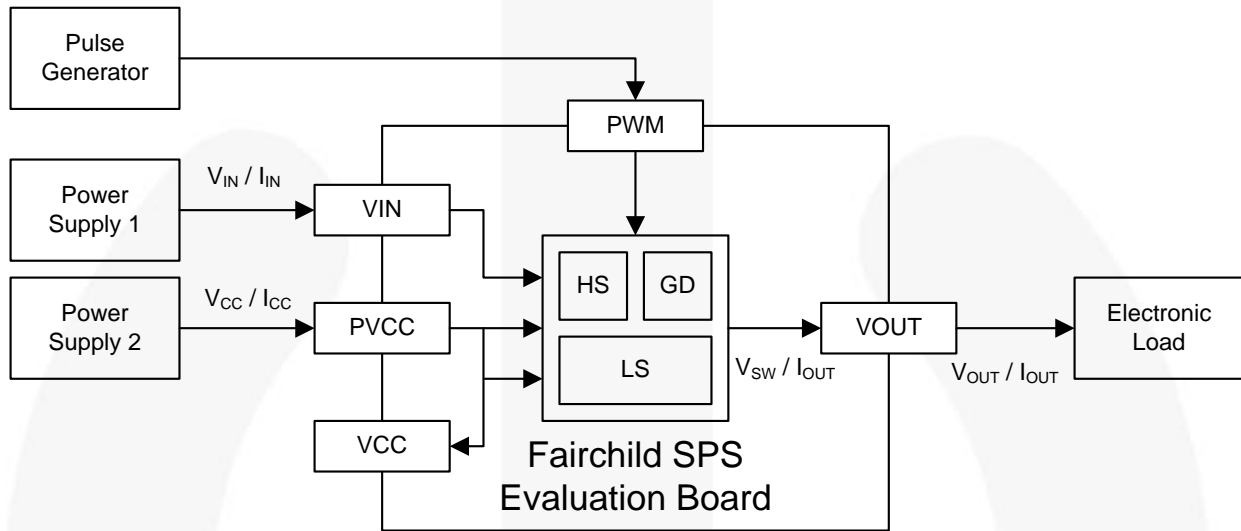 Pulse
Generator
PWM
Power
Supply 1
V_IN / I_IN
VIN
HS
GD
Power
Supply 2
V_CC / I_CC
PVCC
LS
V_SW / I_OUT
VOUT
V_OUT / I_OUT
Electronic
Load
VCC
Fairchild SPS
Evaluation Board